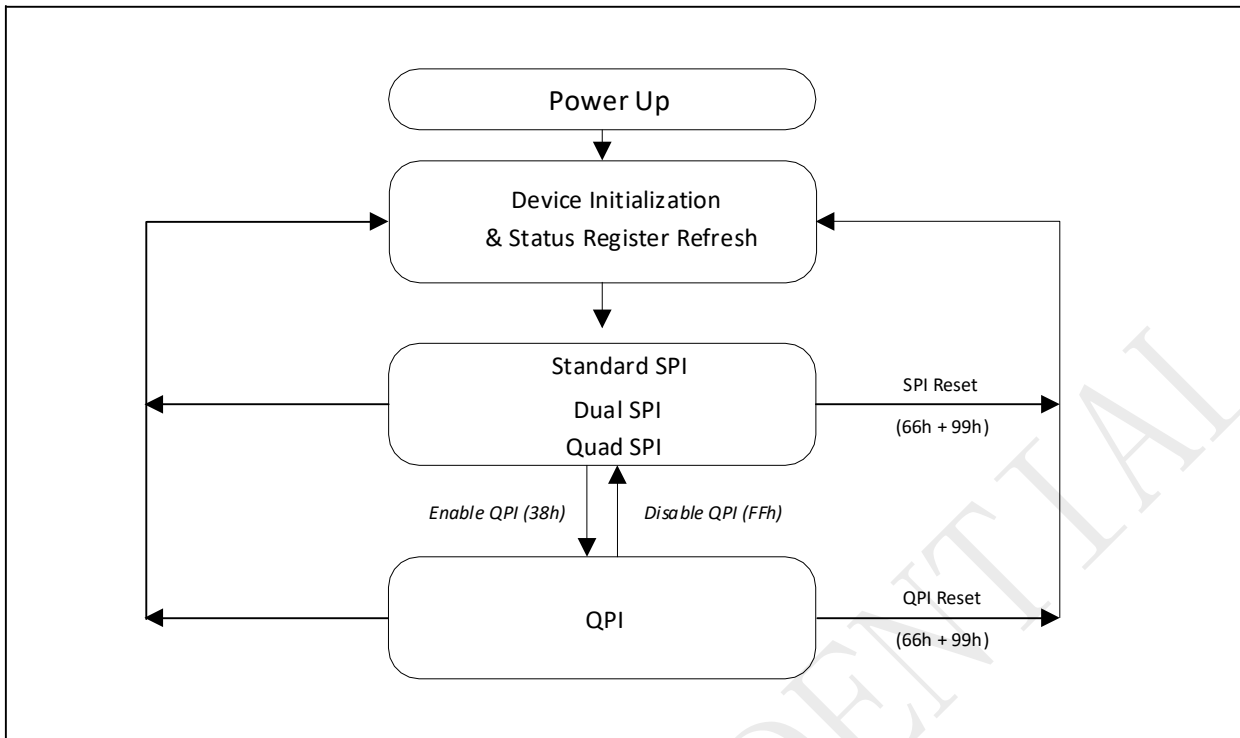 Power Up
Device Initialization
& Status Register Refresh
Standard SPI
Dual SPI
Quad SPI
SPI Reset
(66h + 99h)
Enable QPI (38h)
Disable QPI (FFh)
QPI
QPI Reset
(66h + 99h)
DENTIAL